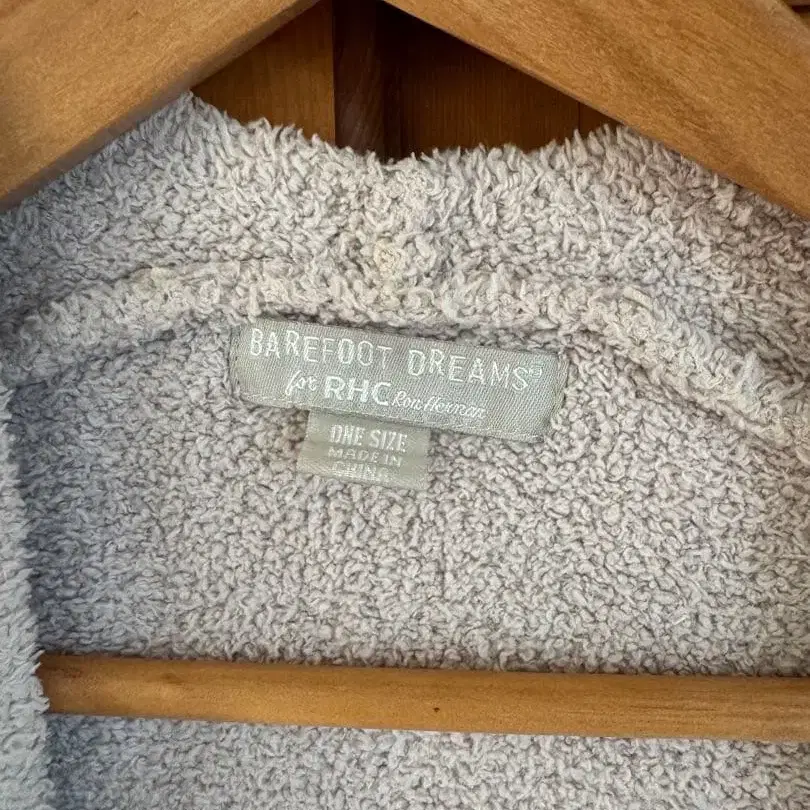 BAREFOOT DREAMS®
for RHC Ron Herman
ONE SIZE
MADE IN
CHINA